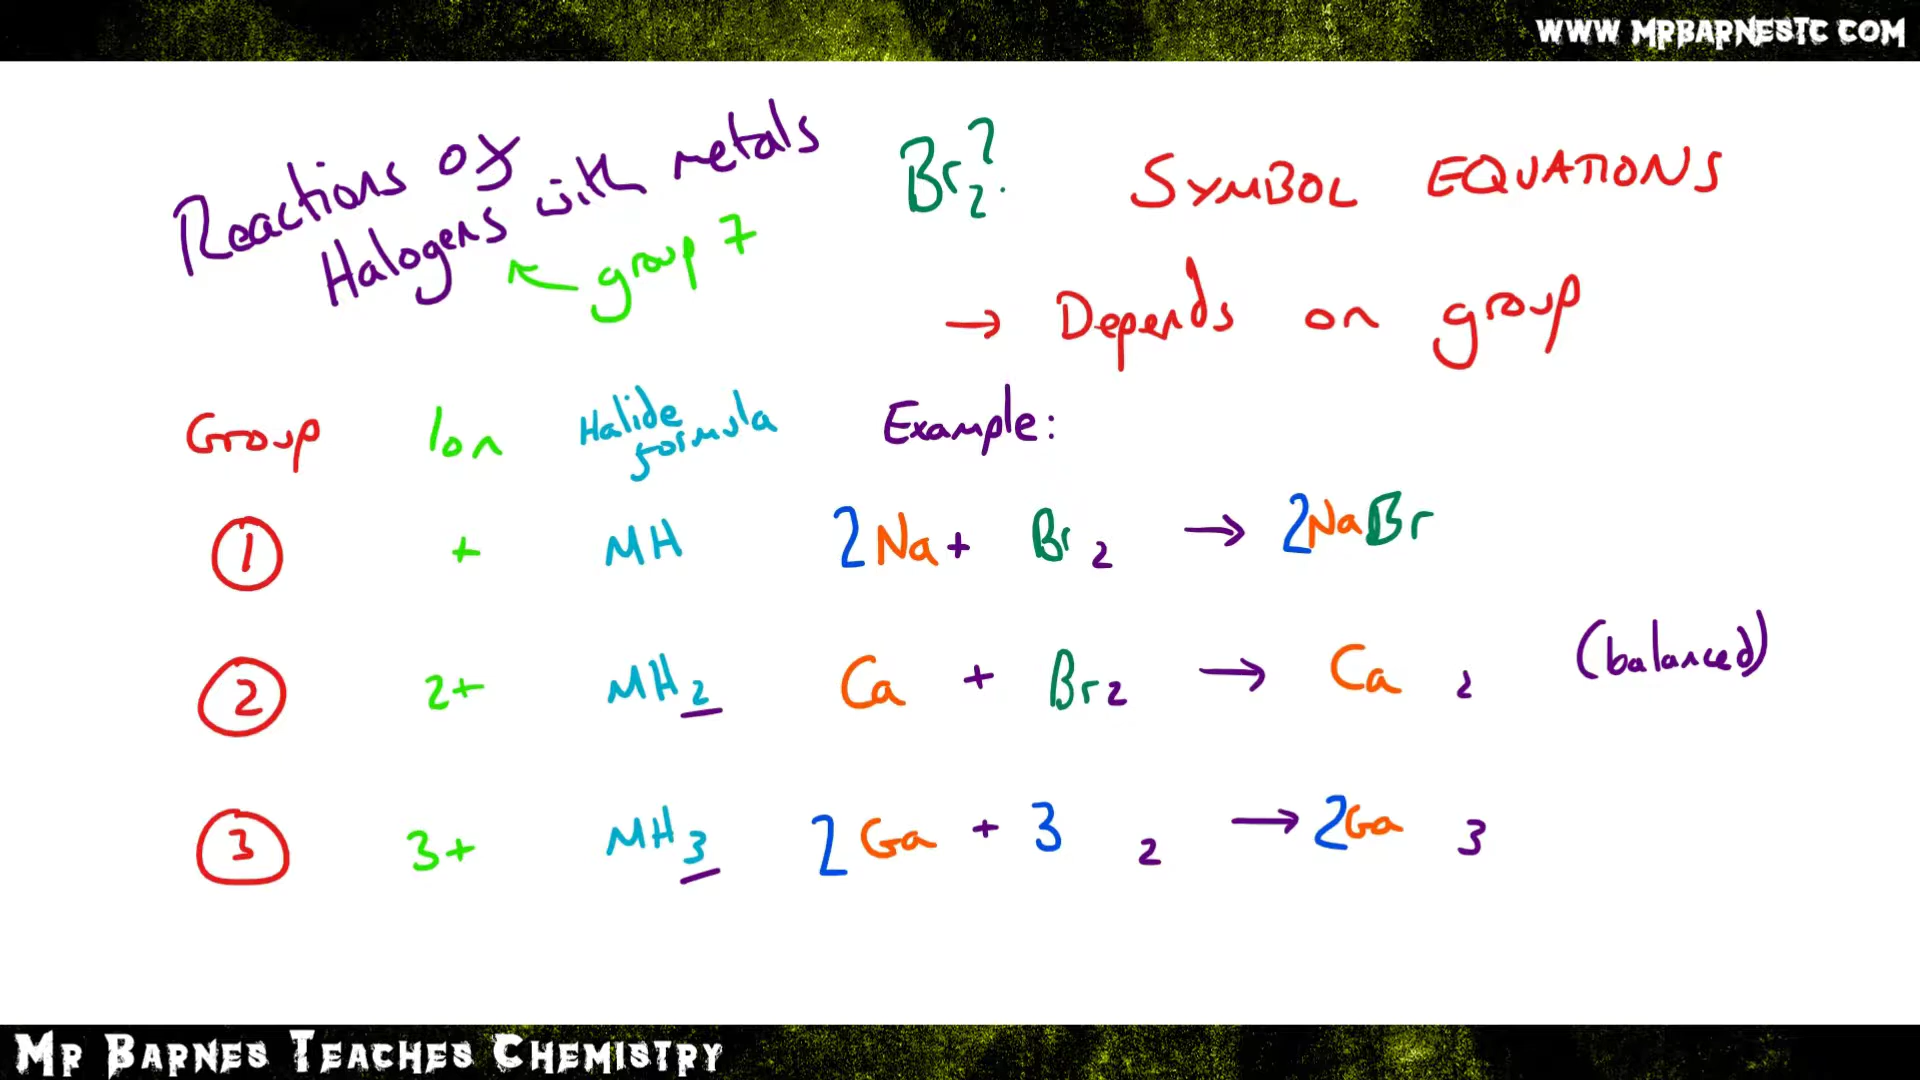 WWW MRBARNESTC COM
Reactions of
Halogens with metals
← group 7
Br₂?
SYMBOL EQUATIONS
→ Depends on group
Group Ion Halide formula Example:
1 + MH 2Na + Br₂ → 2NaBr
2 2+ MH₂ Ca + Br₂ → Ca ₂ (balanced)
3 3+ MH₃ 2Ga + 3 ₂ → 2Ga ₃
MR BARNES TEACHES CHEMISTRY